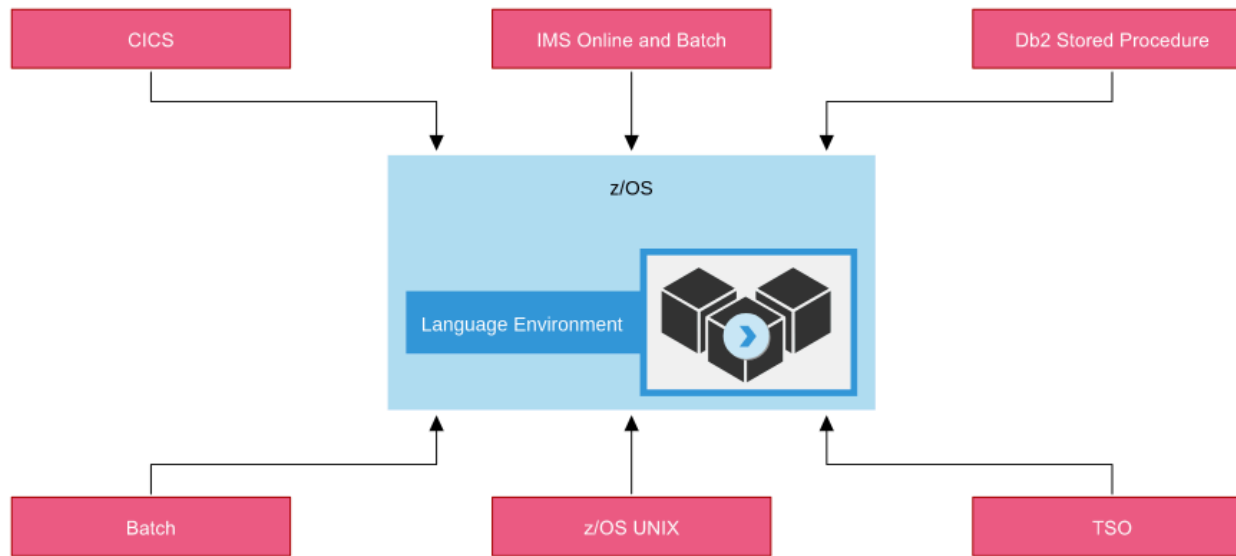 CICS
IMS Online and Batch
Db2 Stored Procedure
z/OS
Language Environment
Batch
z/OS UNIX
TSO